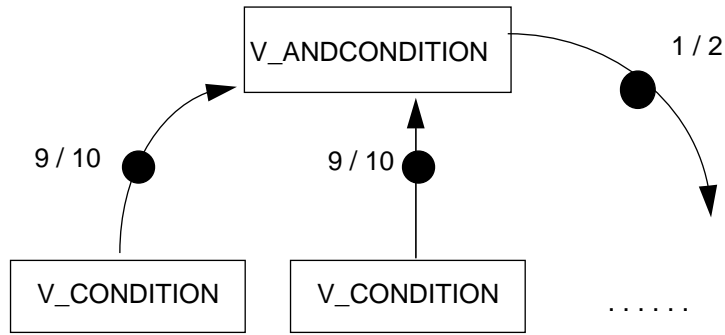 V_ANDCONDITION
1 / 2
9 / 10
9 / 10
V_CONDITION
V_CONDITION
. . . . . .